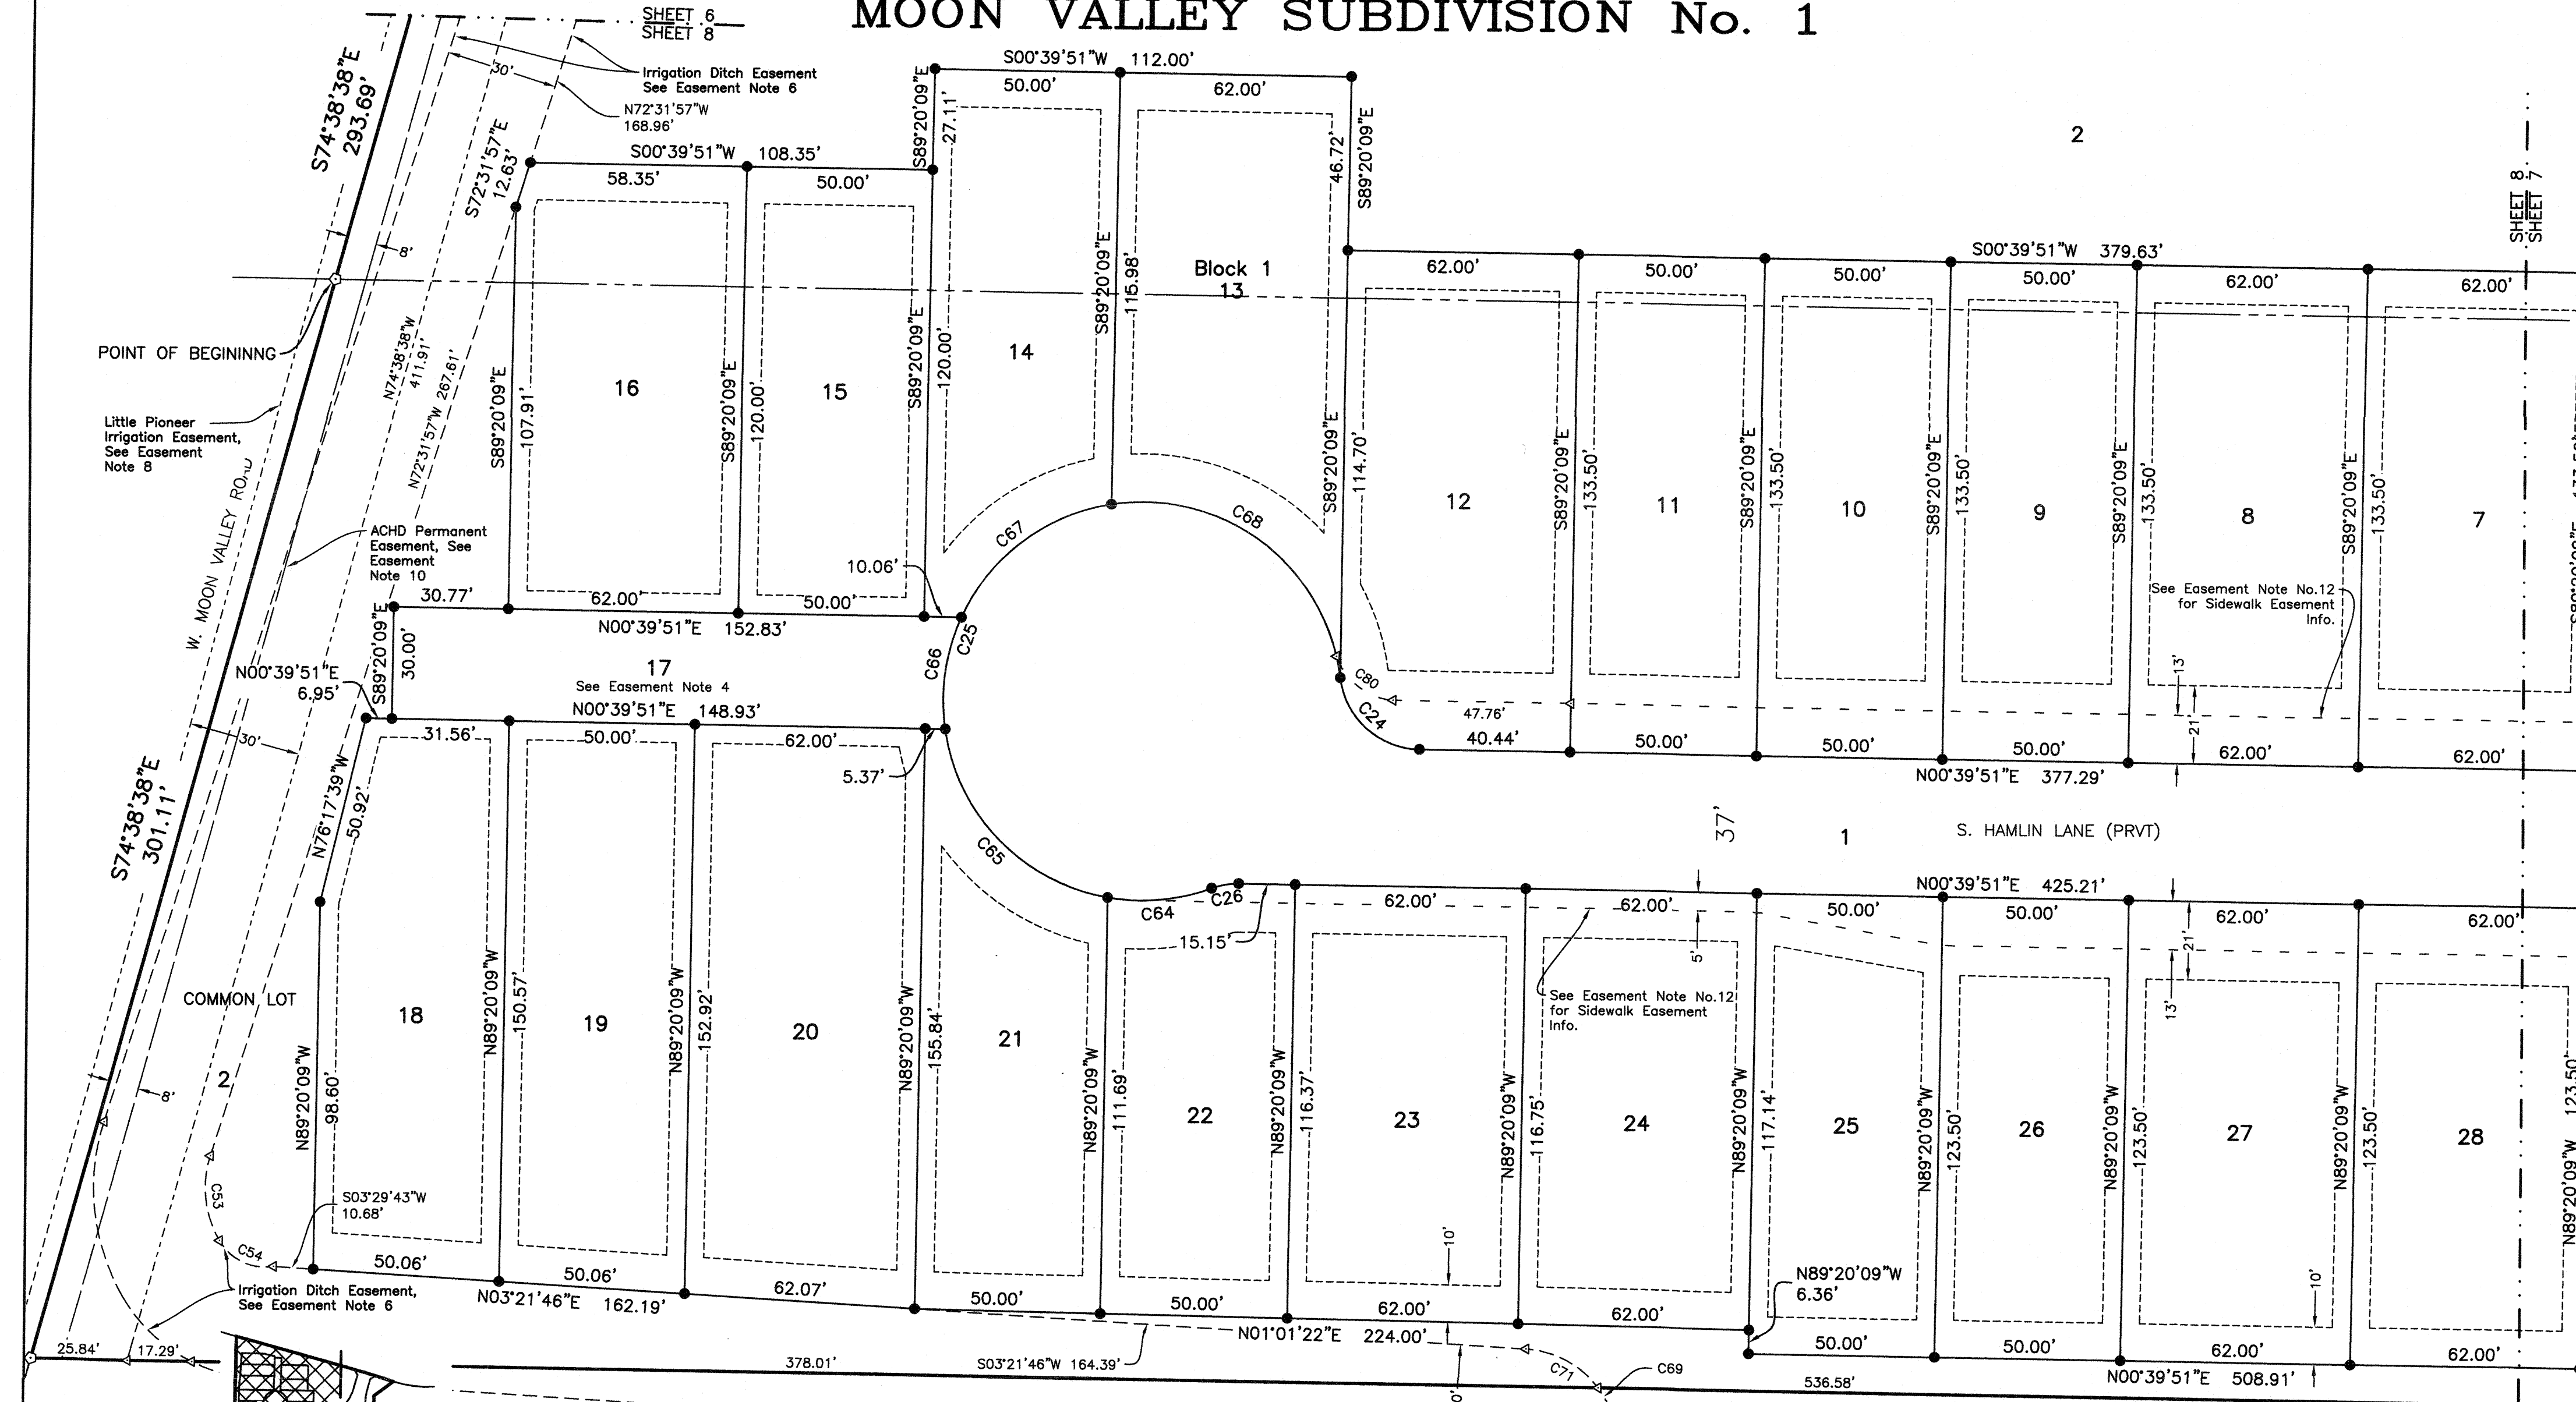 MOON VALLEY SUBDIVISION No. 1
SHEET 6
SHEET 8
S74°38'38"E
293.69'
30'
Irrigation Ditch Easement
See Easement Note 6
N72°31'57"W
168.96'
S72°31'57"E
12.63'
S00°39'51"W 108.35'
58.35'
50.00'
S89°20'09"E
27.11'
S00°39'51"W 112.00'
50.00'
62.00'
46.72'
S89°20'09"E
2
SHEET 8
SHEET 7
8'
S00°39'51"W 379.63'
62.00'
50.00'
50.00'
50.00'
62.00'
62.00'
Block 1
13
S89°20'09"E
115.98'
POINT OF BEGININNG
N74°38'38"W
411.91'
N72°31'57"W 267.61'
Little Pioneer
Irrigation Easement,
See Easement
Note 8
W. MOON VALLEY ROAD
S89°20'09"E
107.91'
16
S89°20'09"E
120.00'
15
S89°20'09"E
120.00'
14
S89°20'09"E
114.70'
12
S89°20'09"E
133.50'
11
S89°20'09"E
133.50'
10
S89°20'09"E
133.50'
9
S89°20'09"E
133.50'
8
S89°20'09"E
133.50'
7
ACHD Permanent
Easement, See
Easement
Note 10
C67
C68
10.06'
30.77'
62.00'
50.00'
N00°39'51"E 152.83'
C25
C66
S89°20'09"E
30.00'
17
See Easement Note 4
N00°39'51"E
6.95'
N00°39'51"E 148.93'
31.56'
50.00'
62.00'
5.37'
30'
See Easement Note No.12
for Sidewalk Easement
Info.
13'
21'
C80
C24
47.76'
40.44'
50.00'
50.00'
50.00'
62.00'
62.00'
N00°39'51"E 377.29'
S74°38'38"E
301.11'
N76°17'39"W
50.92'
C65
37'
1
S. HAMLIN LANE (PRVT)
C64
C26
15.15'
62.00'
62.00'
N00°39'51"E 425.21'
50.00'
50.00'
62.00'
62.00'
5'
21'
13'
See Easement Note No.12
for Sidewalk Easement
Info.
COMMON LOT
2
8'
N89°20'09"W
98.60'
18
N89°20'09"W
150.57'
19
N89°20'09"W
152.92'
20
N89°20'09"W
155.84'
21
N89°20'09"W
111.69'
22
N89°20'09"W
116.37'
23
N89°20'09"W
116.75'
24
N89°20'09"W
117.14'
25
N89°20'09"W
123.50'
26
N89°20'09"W
123.50'
27
N89°20'09"W
123.50'
28
N89°20'09"W 123.50'
C53
C54
S03°29'43"W
10.68'
Irrigation Ditch Easement,
See Easement Note 6
50.06'
50.06'
62.07'
N03°21'46"E 162.19'
50.00'
50.00'
62.00'
62.00'
10'
N01°01'22"E 224.00'
N89°20'09"W
6.36'
50.00'
50.00'
62.00'
62.00'
10'
N00°39'51"E 508.91'
25.84'
17.29'
378.01'
S03°21'46"W 164.39'
C71
C69
536.58'